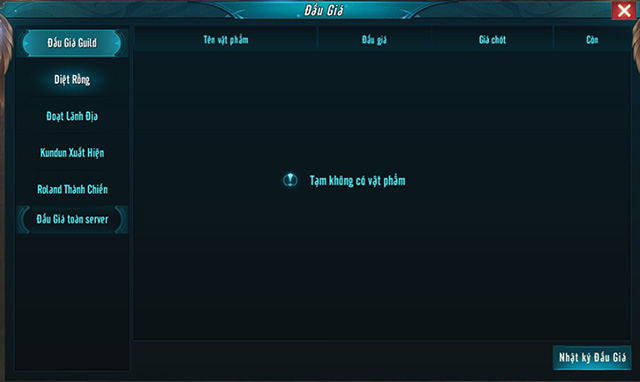 Đấu Giá
Đấu Giá Guild
Tên vật phẩm
Đấu giá
Giá chót
Còn
Diệt Rồng
Đoạt Lãnh Địa
Kundun Xuất Hiện
Roland Thành Chiến
Đấu Giá toàn server
Tạm không có vật phẩm
Nhật ký Đấu Giá